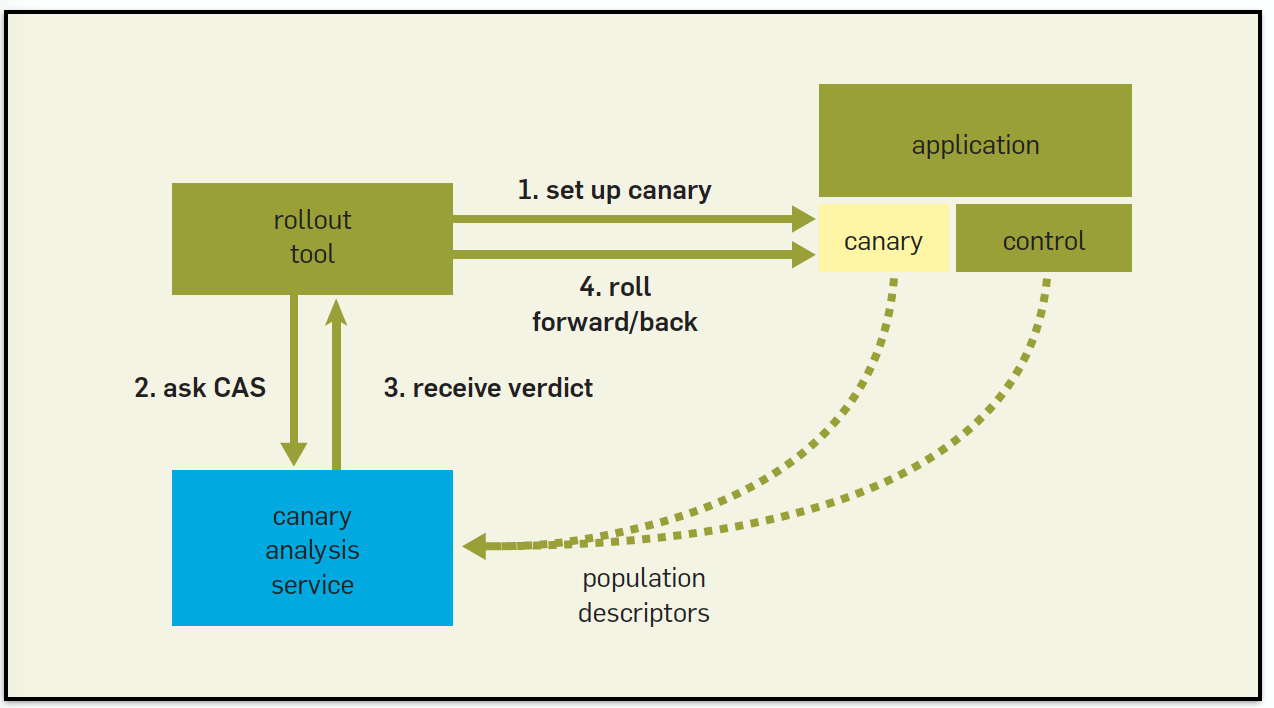 application
1. set up canary
rollout
tool
canary
control
4. roll
forward/back
2. ask CAS
3. receive verdict
canary
analysis
service
population
descriptors